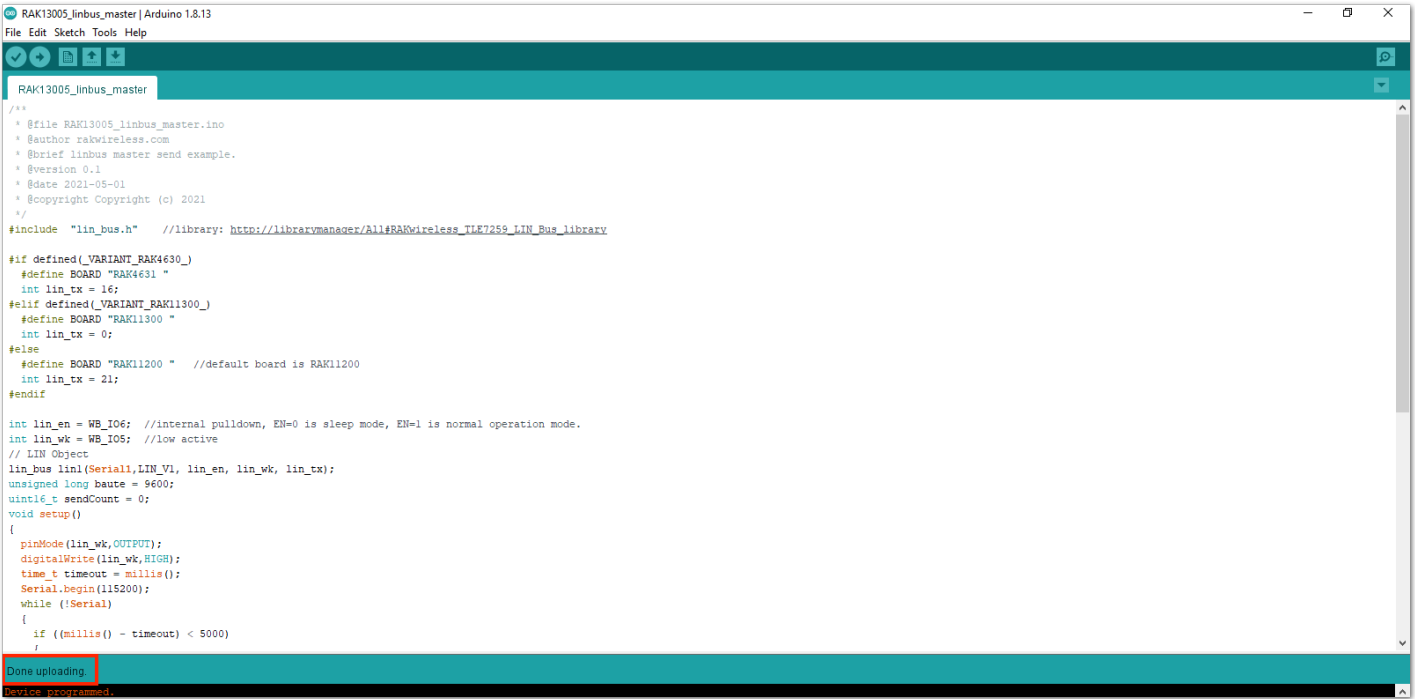 RAK13005_linbus_master | Arduino 1.8.13
File Edit Sketch Tools Help
RAK13005_linbus_master
/**
 * @file RAK13005_linbus_master.ino
 * @author rakwireless.com
 * @brief linbus master send example.
 * @version 0.1
 * @date 2021-05-01
 * @copyright Copyright (c) 2021
 */
#include  "lin_bus.h"    //library: http://librarymanager/All#RAKwireless_TLE7259_LIN_Bus_library
#if defined(_VARIANT_RAK4630_)
  #define BOARD "RAK4631 "
  int lin_tx = 16;
#elif defined(_VARIANT_RAK11300_)
  #define BOARD "RAK11300 "
  int lin_tx = 0;
#else
  #define BOARD "RAK11200 "   //default board is RAK11200
  int lin_tx = 21;
#endif
int lin_en = WB_IO6;  //internal pulldown, EN=0 is sleep mode, EN=1 is normal operation mode.
int lin_wk = WB_IO5;  //low active
// LIN Object
lin_bus lin1(Serial1,LIN_V1, lin_en, lin_wk, lin_tx);
unsigned long baute = 9600;
uint16_t sendCount = 0;
void setup()
{
  pinMode(lin_wk,OUTPUT);
  digitalWrite(lin_wk,HIGH);
  time_t timeout = millis();
  Serial.begin(115200);
  while (!Serial)
  {
    if ((millis() - timeout) < 5000)
    {
Done uploading.
Device programmed.